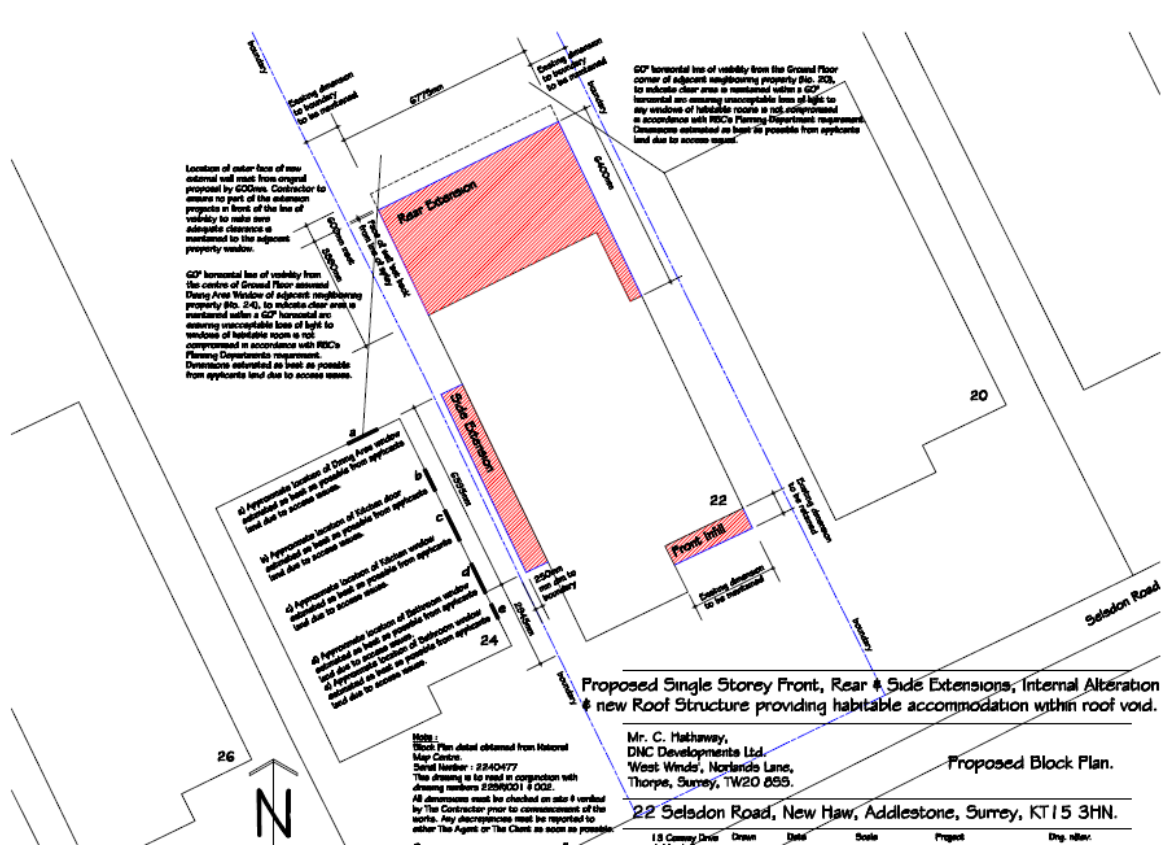 boundary
Existing dimension
to boundary
to be maintained
6775mm
Existing dimension
to boundary
to be maintained
boundary
60° horizontal line of visibility from the Ground Floor
corner of adjacent neighbouring property (No. 20),
to indicate clear area is maintained within a 60°
horizontal arc ensuring unacceptable loss of light to
any windows of habitable rooms is not compromised
in accordance with RBC's Planning Department requirement.
Dimensions estimated as best as possible from applicants
land due to access issues.
Location of outer face of new
external wall inset from original
proposal by 600mm. Contractor to
ensure no part of the extension
projects in front of the line of
visibility to make sure
adequate clearance is
maintained to the adjacent
property window.
600mm inset
Plane of wall set back
from line of splay
Rear Extension
6400mm
60° horizontal line of visibility from
the centre of Ground Floor assumed
Dining Area Window of adjacent neighbouring
property (No. 24), to indicate clear area is
maintained within a 60° horizontal arc
ensuring unacceptable loss of light to
windows of habitable room is not
compromised in accordance with RBC's
Planning Departments requirement.
Dimensions estimated as best as possible
from applicants land due to access issues.
20
Side Extension
a
a) Approximate location of Dining Area window
estimated as best as possible from applicants
land due to access issues.
b
b) Approximate location of Kitchen door
estimated as best as possible from applicants
land due to access issues.
c
c) Approximate location of Kitchen window
estimated as best as possible from applicants
land due to access issues.
d
d) Approximate location of Bathroom window
estimated as best as possible from applicants
land due to access issues.
e
e) Approximate location of Bathroom window
estimated as best as possible from applicants
land due to access issues.
24
250mm
min dim to
boundary
2945mm
22
Front Infill
Existing dimension
to be retained
Existing dimension
to be maintained
Selsdon Road
boundary
boundary
26
N
Proposed Single Storey Front, Rear & Side Extensions, Internal Alteration
& new Roof Structure providing habitable accommodation within roof void.
Note :
Block Plan detail obtained from National
Map Centre.
Serial Number : 2240477
This drawing is to read in conjunction with
drawing numbers 225R/001 & 002.
All dimensions must be checked on site & verified
by The Contractor prior to commencement of the
works. Any discrepancies must be reported to
either The Agent or The Client as soon as possible.
Mr. C. Hathaway,
DNC Developments Ltd.
'West Winds', Norlands Lane,
Thorpe, Surrey, TW20 8SS.
Proposed Block Plan.
22 Selsdon Road, New Haw, Addlestone, Surrey, KT15 3HN.
Drawn Date Scale Project Drg. n